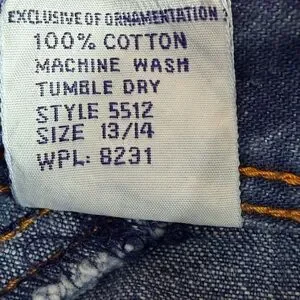 EXCLUSIVE OF ORNAMENTATION
100% COTTON
MACHINE WASH
TUMBLE DRY
STYLE 5512
SIZE 13/14
WPL: 8231